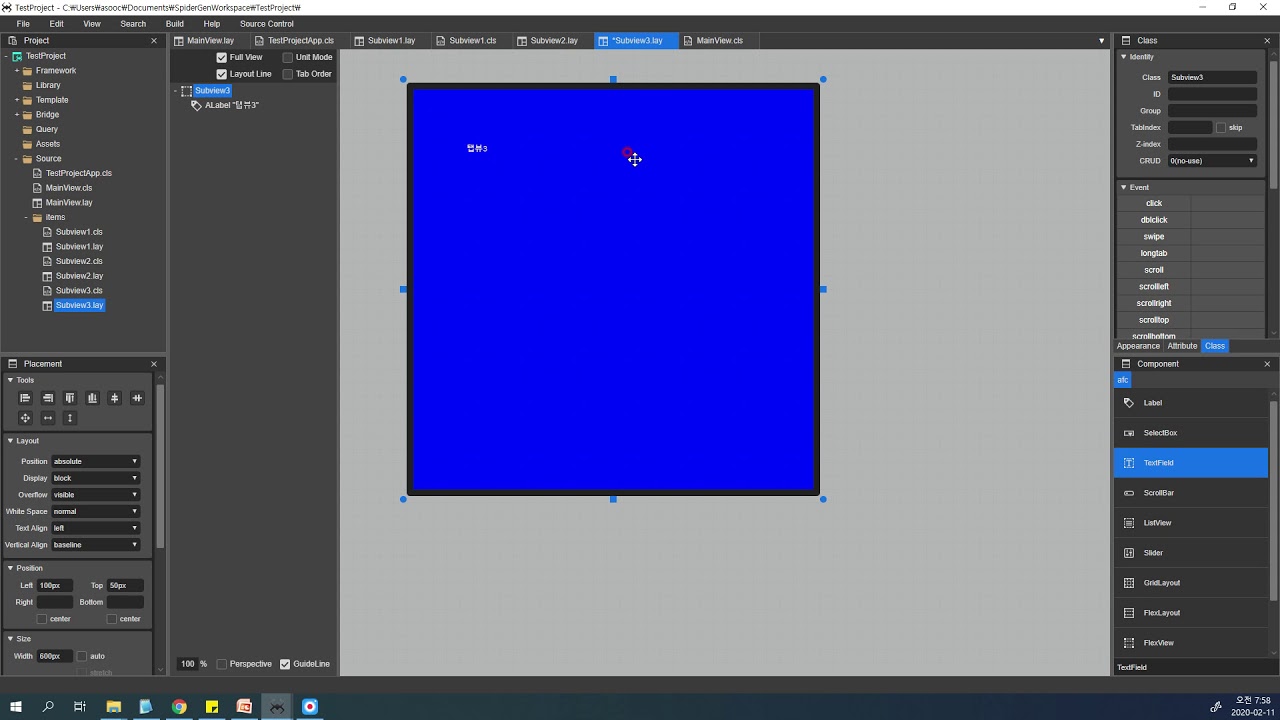 TestProject - C:₩Users₩asooc₩Documents₩SpiderGenWorkspace₩TestProject₩
File Edit View Search Build Help Source Control
Project
TestProject
Framework
Library
Template
Bridge
Query
Assets
Source
TestProjectApp.cls
MainView.cls
MainView.lay
items
Subview1.cls
Subview1.lay
Subview2.cls
Subview2.lay
Subview3.cls
Subview3.lay
Placement
Tools
Layout
Position absolute
Display block
Overflow visible
White Space normal
Text Align left
Vertical Align baseline
Position
Left 100px Top 50px
Right Bottom
center center
Size
Width 600px auto
stretch
MainView.lay TestProjectApp.cls Subview1.lay Subview1.cls Subview2.lay *Subview3.lay MainView.cls
Full View Unit Mode
Layout Line Tab Order
Subview3
ALabel "탭뷰3"
100 % Perspective GuideLine
탭뷰3
Class
Identity
Class Subview3
ID
Group
TabIndex skip
Z-index
CRUD 0(no-use)
Event
click
dblclick
swipe
longtab
scroll
scrollleft
scrollright
scrolltop
scrollbottom
Appearance Attribute Class
Component
afc
Label
SelectBox
TextField
ScrollBar
ListView
Slider
GridLayout
FlexLayout
FlexView
TextField
오전 7:58
2020-02-11